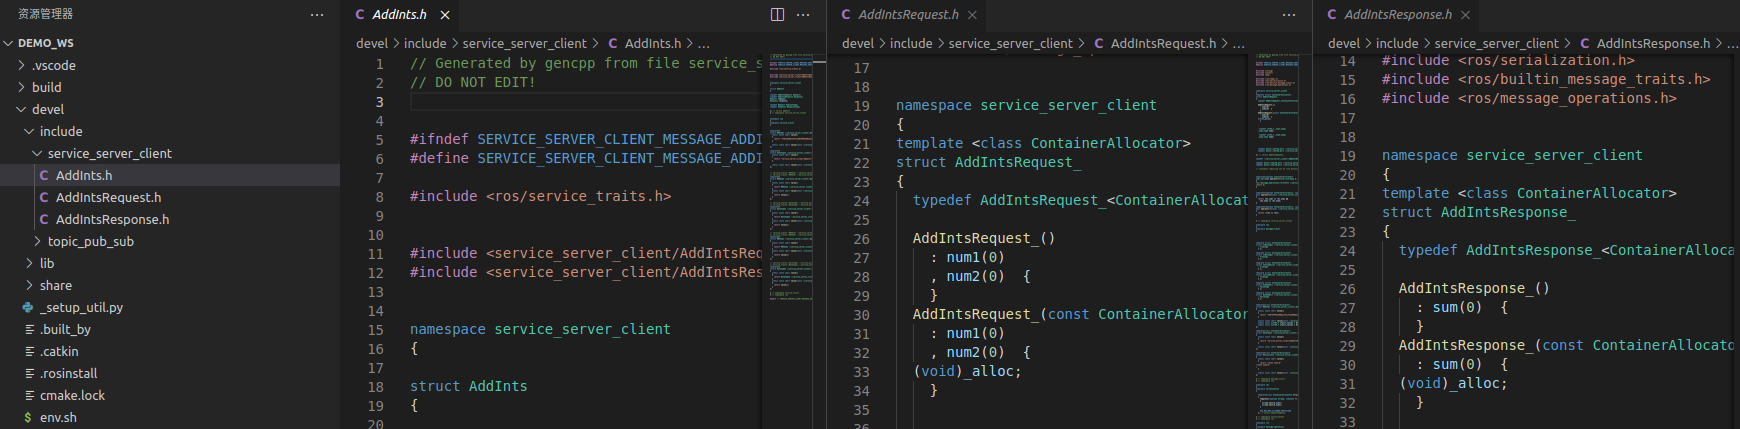 资源管理器
DEMO_WS
.vscode
build
devel
include
service_server_client
AddInts.h
AddIntsRequest.h
AddIntsResponse.h
topic_pub_sub
lib
share
_setup_util.py
.built_by
.catkin
.rosinstall
cmake.lock
env.sh
AddInts.h
devel > include > service_server_client > C AddInts.h > ...
1 // Generated by gencpp from file service_s
2 // DO NOT EDIT!
3
4
5 #ifndef SERVICE_SERVER_CLIENT_MESSAGE_ADDI
6 #define SERVICE_SERVER_CLIENT_MESSAGE_ADDI
7
8 #include <ros/service_traits.h>
9
10
11 #include <service_server_client/AddIntsReq
12 #include <service_server_client/AddIntsRes
13
14
15 namespace service_server_client
16 {
17
18 struct AddInts
19 {
20
AddIntsRequest.h
devel > include > service_server_client > C AddIntsRequest.h > ...
17
18
19 namespace service_server_client
20 {
21 template <class ContainerAllocator>
22 struct AddIntsRequest_
23 {
24 typedef AddIntsRequest_<ContainerAllocat
25
26 AddIntsRequest_()
27 : num1(0)
28 , num2(0) {
29 }
30 AddIntsRequest_(const ContainerAllocator
31 : num1(0)
32 , num2(0) {
33 (void)_alloc;
34 }
35
36
AddIntsResponse.h
devel > include > service_server_client > C AddIntsResponse.h > ...
14 #include <ros/serialization.h>
15 #include <ros/builtin_message_traits.h>
16 #include <ros/message_operations.h>
17
18
19 namespace service_server_client
20 {
21 template <class ContainerAllocator>
22 struct AddIntsResponse_
23 {
24 typedef AddIntsResponse_<ContainerAlloca
25
26 AddIntsResponse_()
27 : sum(0) {
28 }
29 AddIntsResponse_(const ContainerAllocato
30 : sum(0) {
31 (void)_alloc;
32 }
33